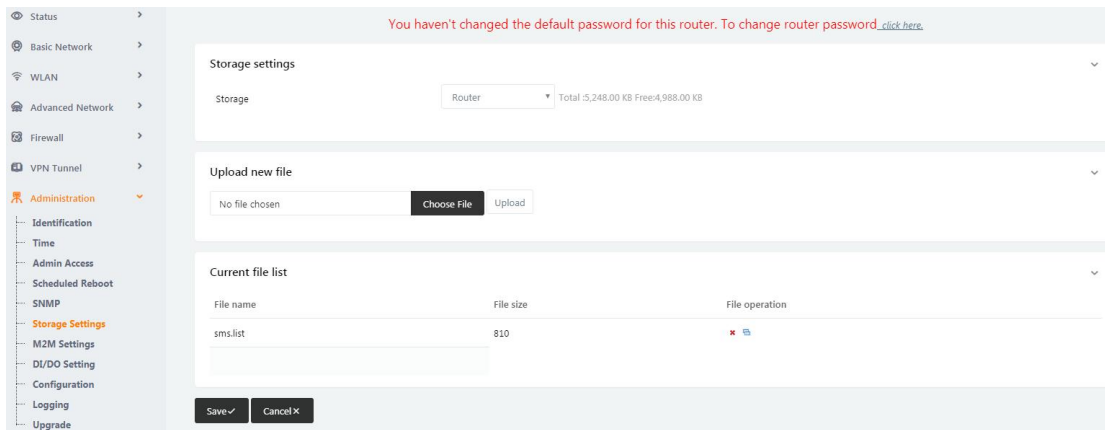 Status
Basic Network
WLAN
Advanced Network
Firewall
VPN Tunnel
Administration
Identification
Time
Admin Access
Scheduled Reboot
SNMP
Storage Settings
M2M Settings
DI/DO Setting
Configuration
Logging
Upgrade
You haven't changed the default password for this router. To change router password click here.
Storage settings
Storage Router Total :5,248.00 KB Free:4,988.00 KB
Upload new file
No file chosen Choose File Upload
Current file list
File name File size File operation
sms.list 810
Save✓ Cancel×